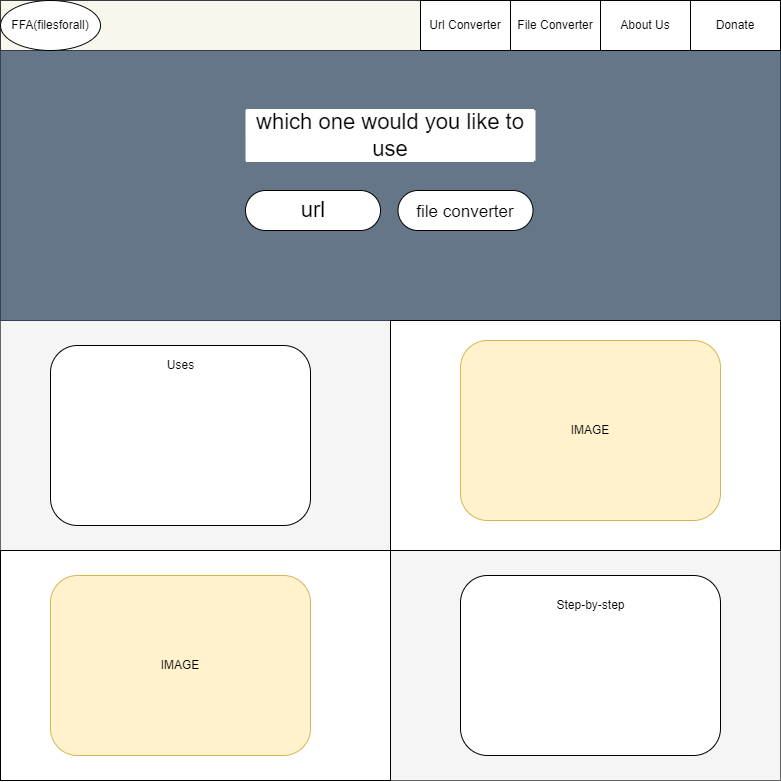 FFA(filesforall)
Url Converter
File Converter
About Us
Donate
which one would you like to
use
url
file converter
Uses
IMAGE
IMAGE
Step-by-step